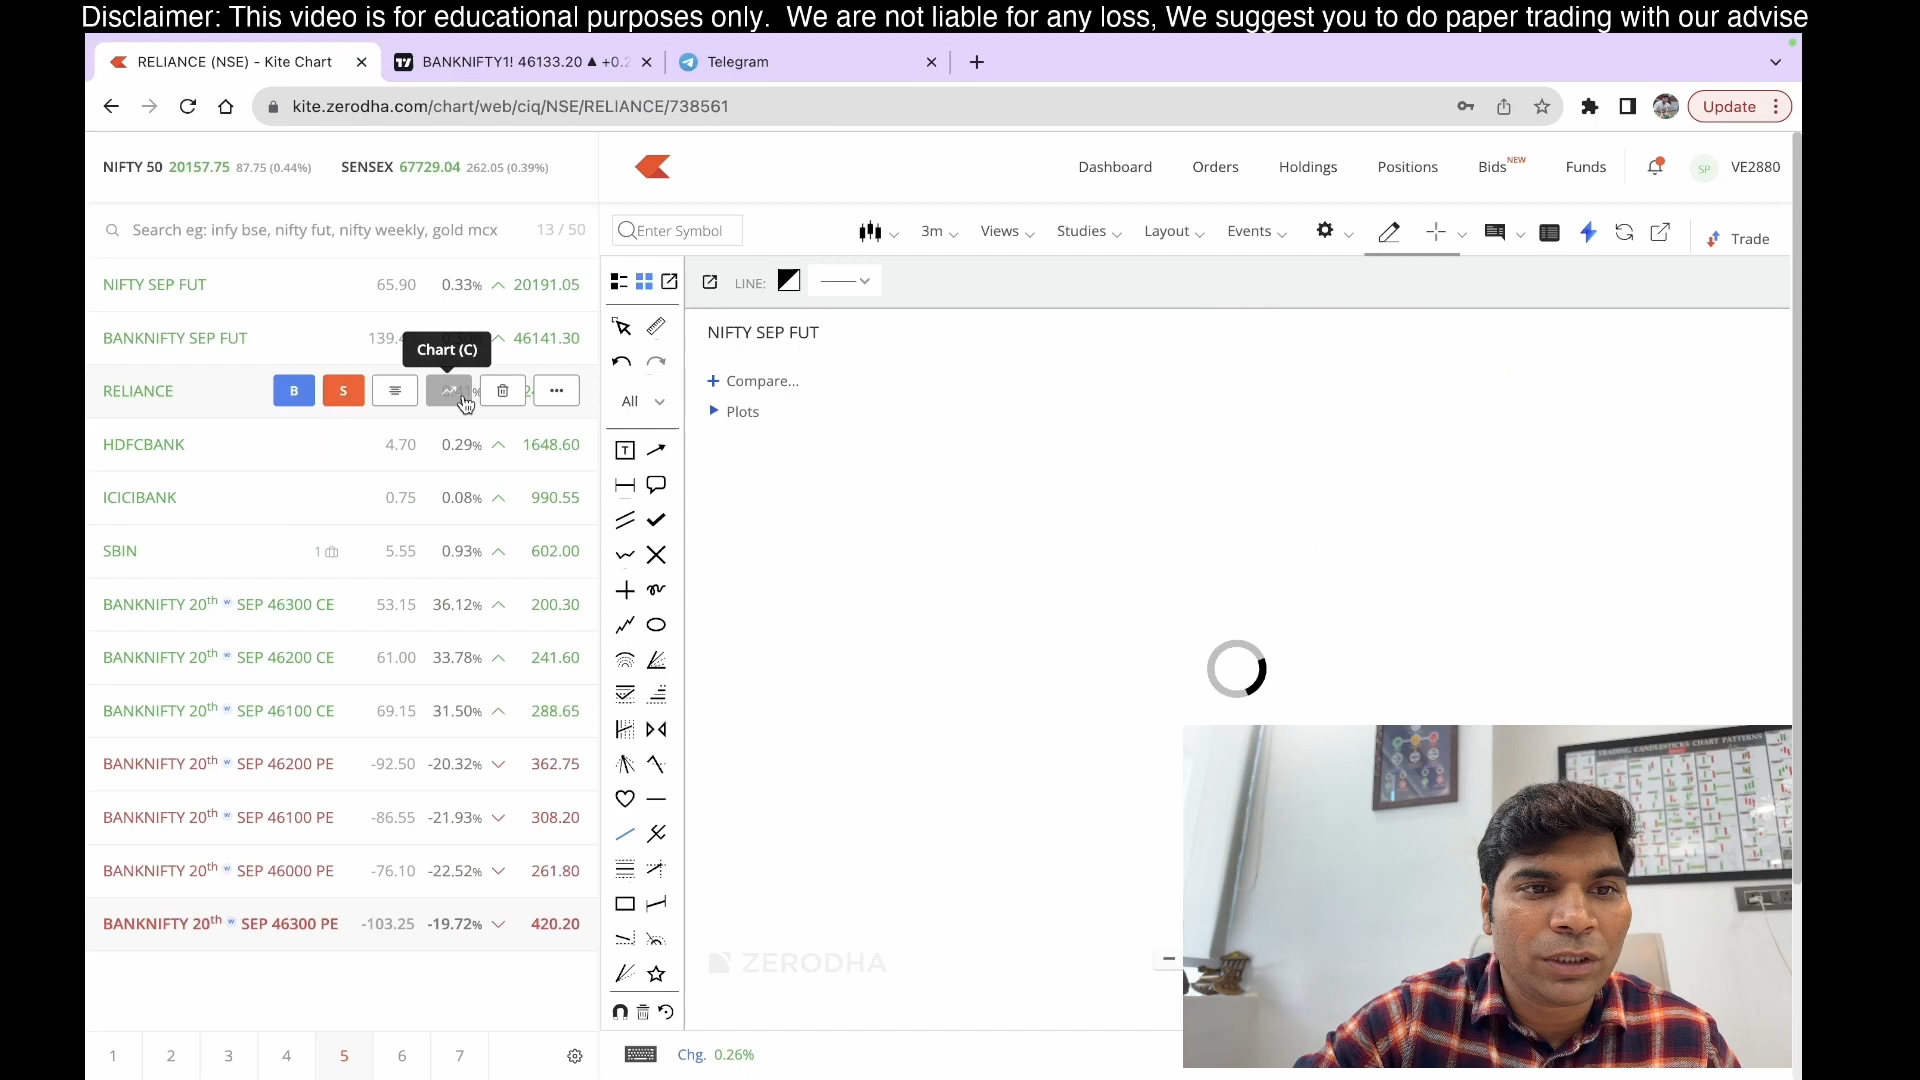 Disclaimer: This video is for educational purposes only.  We are not liable for any loss, We suggest you to do paper trading with our advise
RELIANCE (NSE) - Kite Chart
BANKNIFTY1! 46133.20 ▲ +0.2
Telegram
kite.zerodha.com/chart/web/ciq/NSE/RELIANCE/738561
Update
NIFTY 50 20157.75 87.75 (0.44%) SENSEX 67729.04 262.05 (0.39%)
Dashboard Orders Holdings Positions Bids NEW Funds SP VE2880
Search eg: infy bse, nifty fut, nifty weekly, gold mcx 13 / 50
Enter Symbol 3m Views Studies Layout Events Trade
LINE:
NIFTY SEP FUT 65.90 0.33% 20191.05
BANKNIFTY SEP FUT 139.4 46141.30
Chart (C)
RELIANCE B S
HDFCBANK 4.70 0.29% 1648.60
ICICIBANK 0.75 0.08% 990.55
SBIN 1 5.55 0.93% 602.00
BANKNIFTY 20th w SEP 46300 CE 53.15 36.12% 200.30
BANKNIFTY 20th w SEP 46200 CE 61.00 33.78% 241.60
BANKNIFTY 20th w SEP 46100 CE 69.15 31.50% 288.65
BANKNIFTY 20th w SEP 46200 PE -92.50 -20.32% 362.75
BANKNIFTY 20th w SEP 46100 PE -86.55 -21.93% 308.20
BANKNIFTY 20th w SEP 46000 PE -76.10 -22.52% 261.80
BANKNIFTY 20th w SEP 46300 PE -103.25 -19.72% 420.20
1 2 3 4 5 6 7
All
T
NIFTY SEP FUT
+ Compare...
Plots
ZERODHA
Chg. 0.26%
TRADING CANDLESTICKS CHART PATTERNS